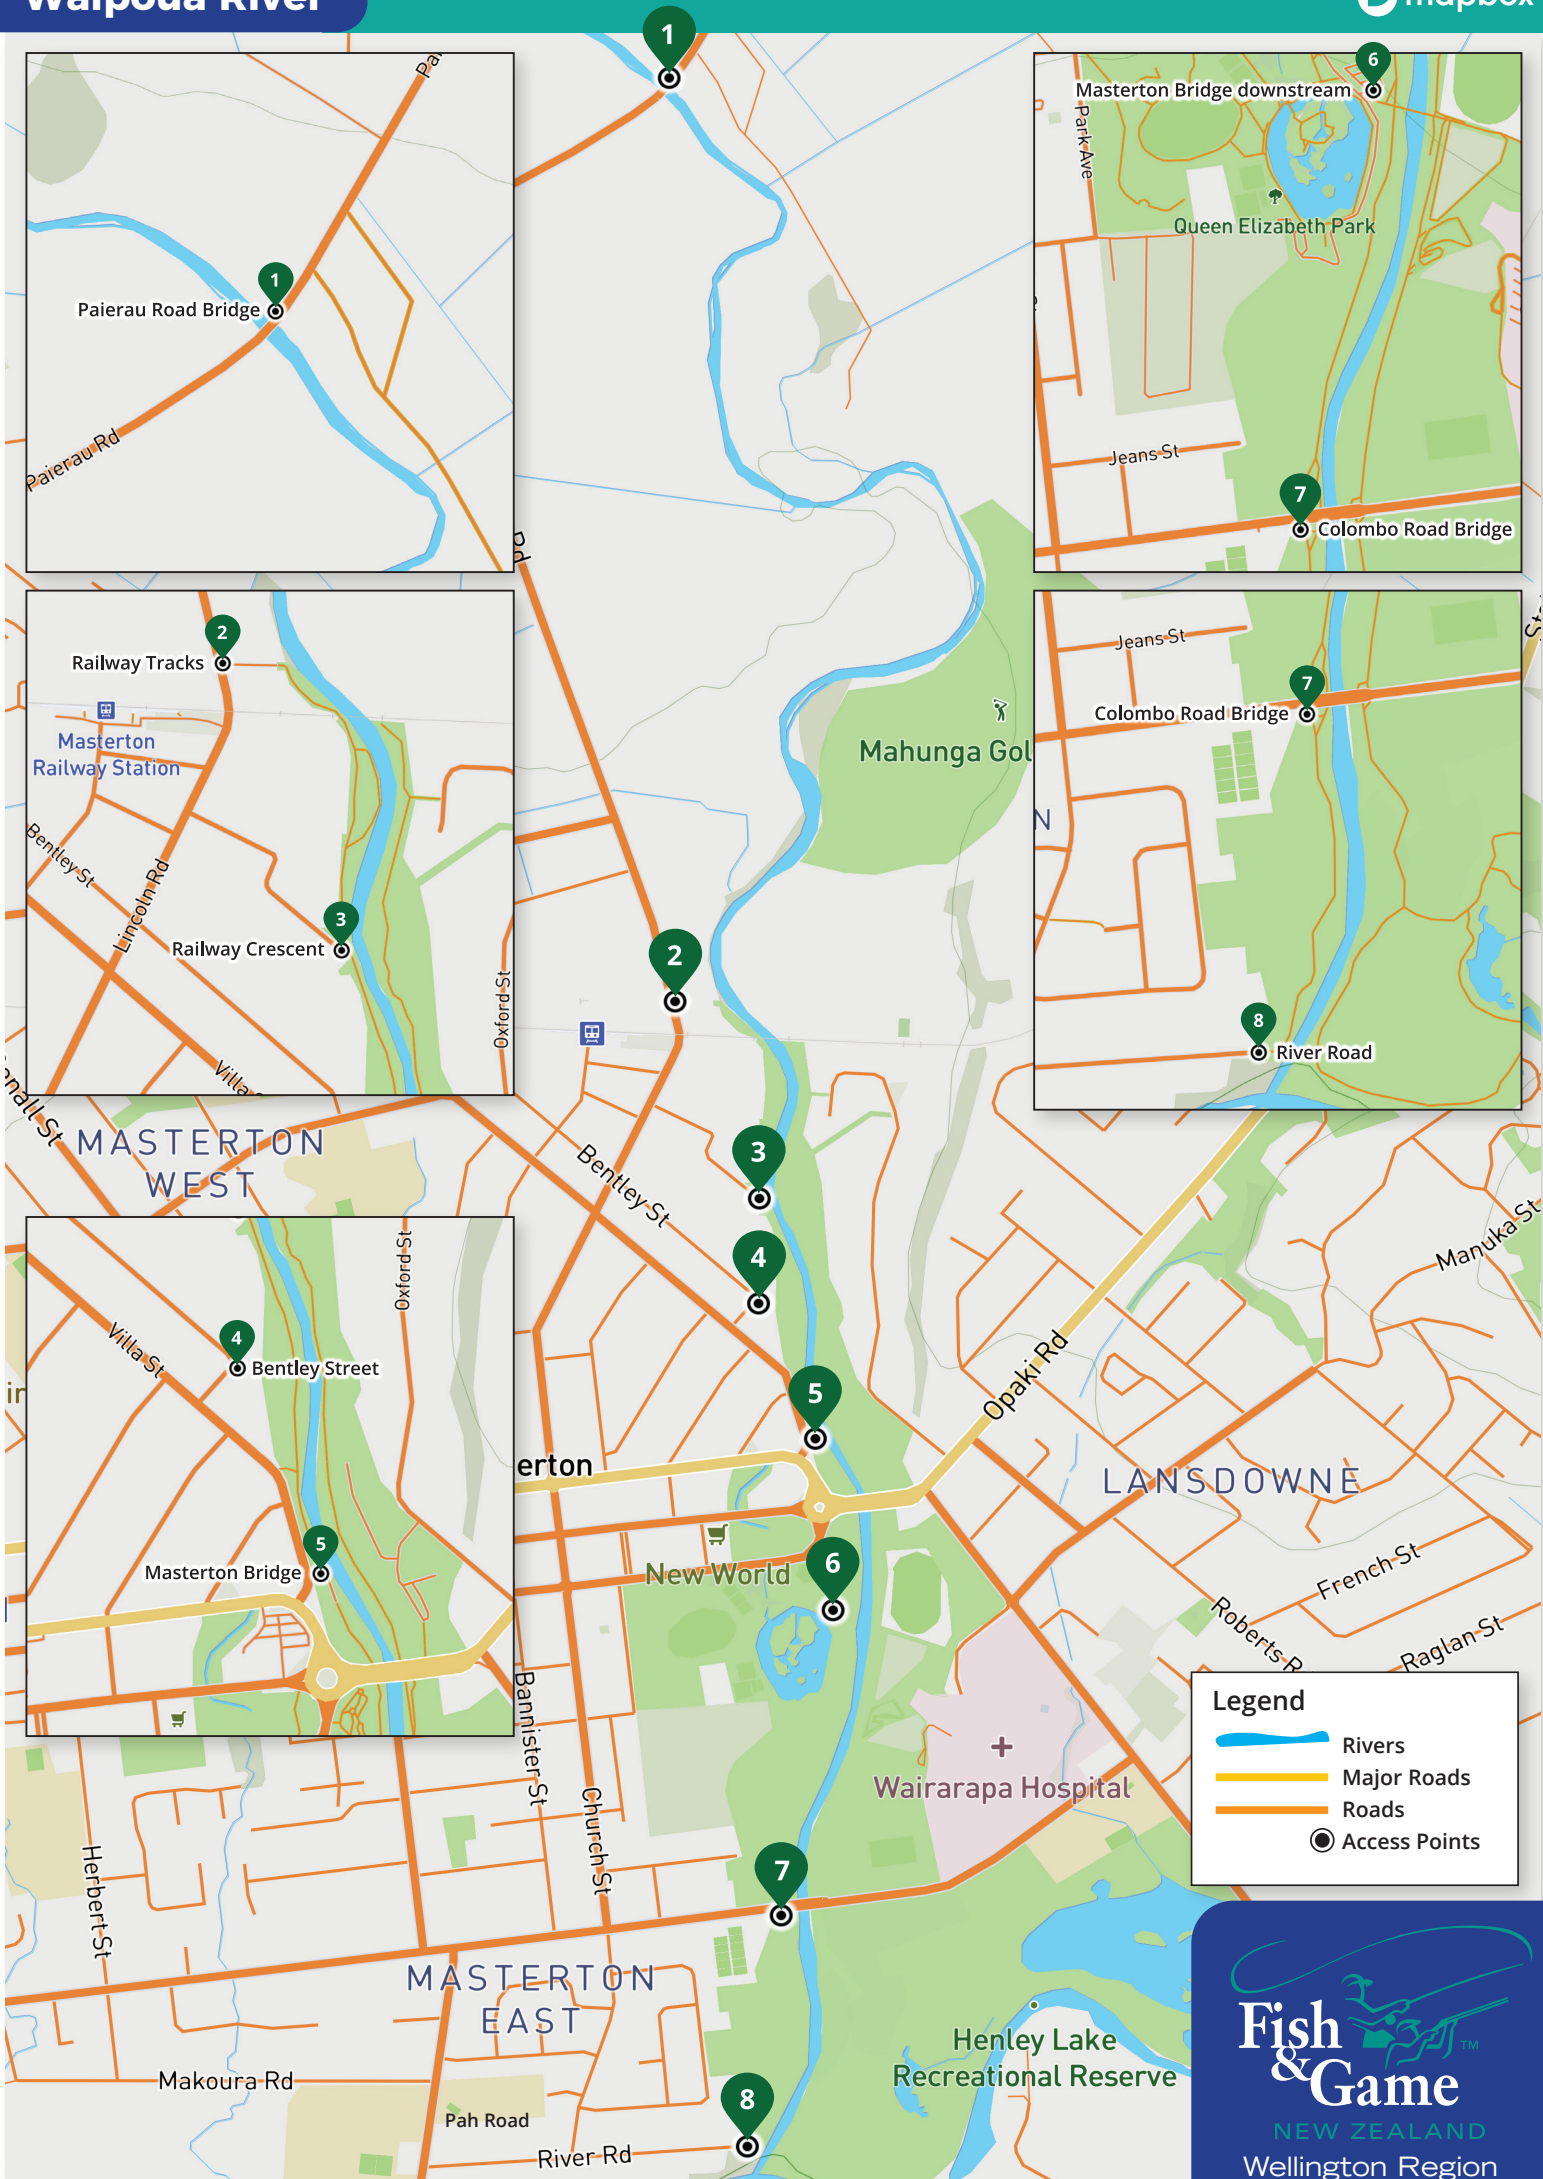 Waipoua River
mapbox
1
Pa
1
Paierau Road Bridge
Paierau Rd
6
Masterton Bridge downstream
Park Ave
Queen Elizabeth Park
Jeans St
7
Colombo Road Bridge
Rd
2
Railway Tracks
Masterton
Railway Station
Bentley St
Lincoln Rd
3
Railway Crescent
Oxford St
Villa
Jeans St
7
Colombo Road Bridge
N
8
River Road
St
Mahunga Gol
2
3
4
5
6
7
8
Bentley St
MASTERTON
WEST
4
Bentley Street
Villa St
Oxford St
5
Masterton Bridge
erton
Opaki Rd
Manuka St
LANSDOWNE
New World
French St
Roberts R
Raglan St
Bannister St
Church St
Herbert St
Wairarapa Hospital
Legend
Rivers
Major Roads
Roads
Access Points
MASTERTON
EAST
Henley Lake
Recreational Reserve
Makoura Rd
Pah Road
River Rd
Fish
&Game
TM
NEW ZEALAND
Wellington Region